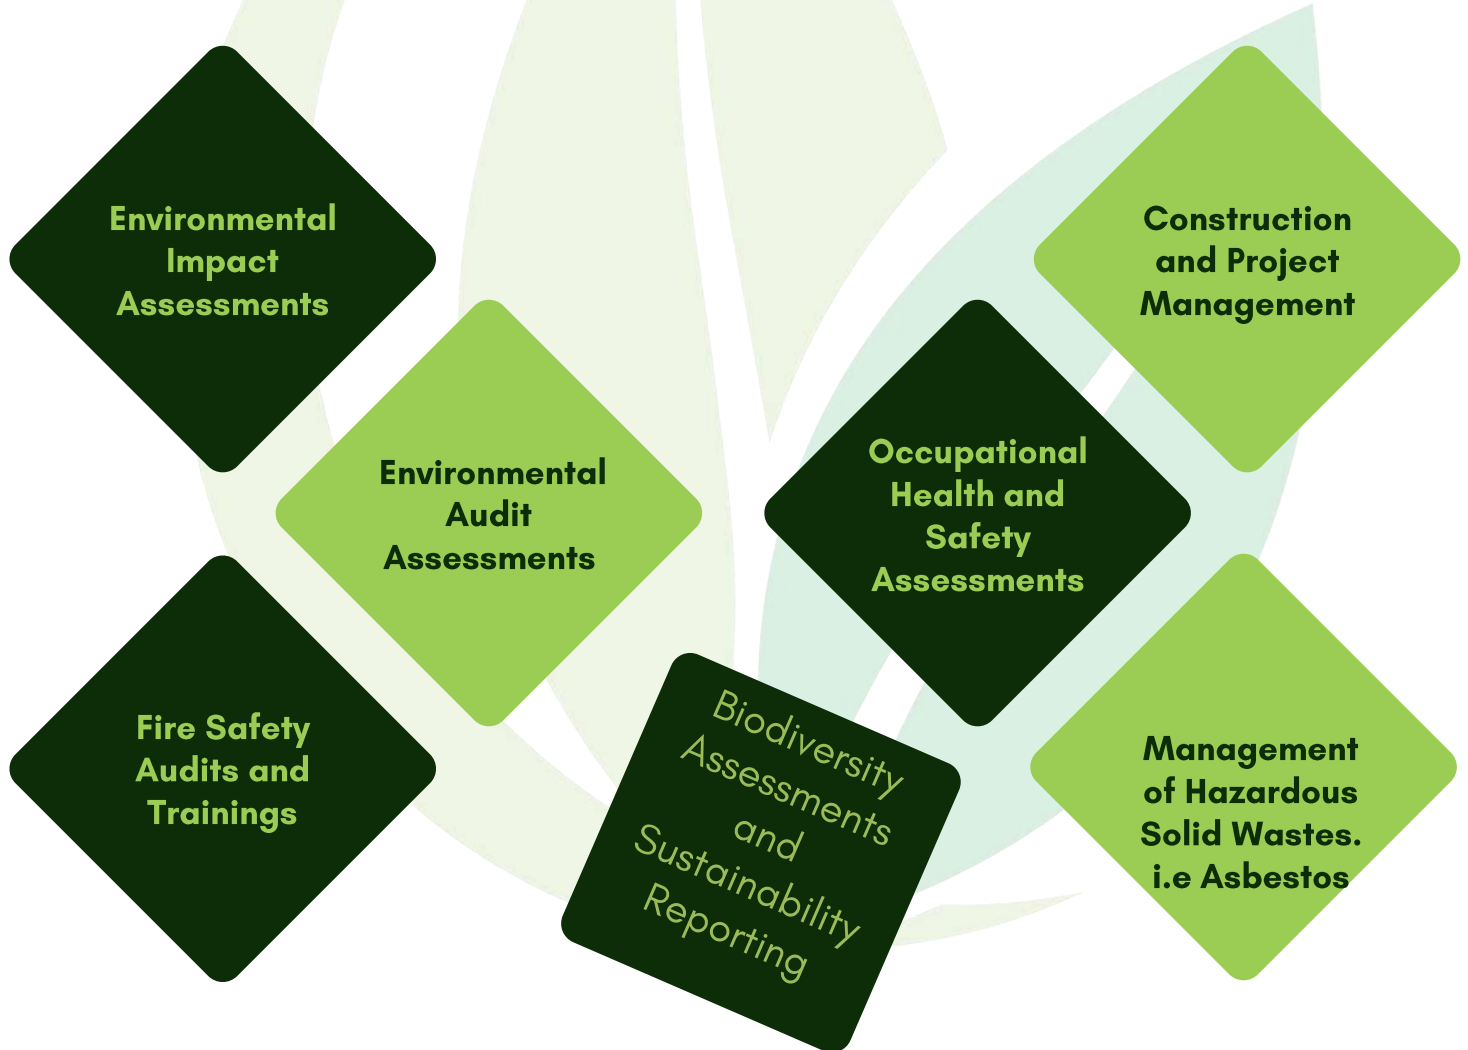 Environmental
Impact
Assessments
Construction
and Project
Management
Environmental
Audit
Assessments
Occupational
Health and
Safety
Assessments
Fire Safety
Audits and
Trainings
Biodiversity
Assessments
and
Sustainability
Reporting
Management
of Hazardous
Solid Wastes.
i.e Asbestos